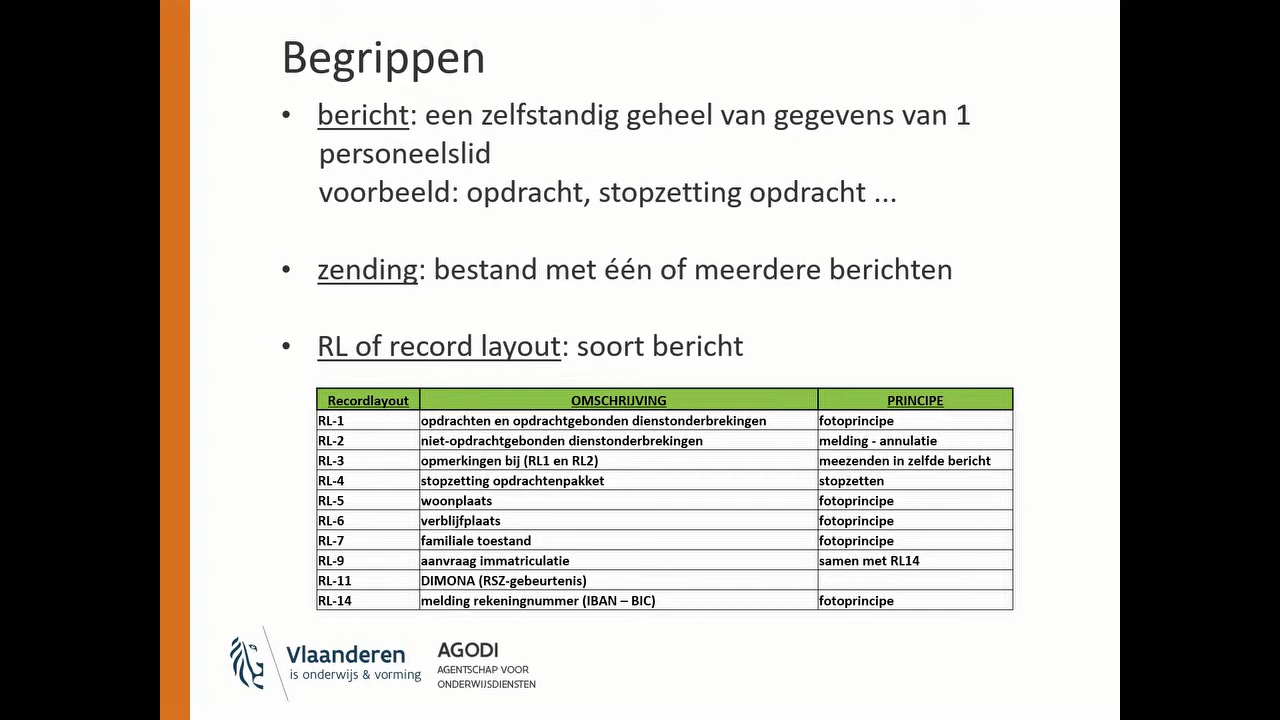 Begrippen
• bericht: een zelfstandig geheel van gegevens van 1
personeelslid
voorbeeld: opdracht, stopzetting opdracht ...
• zending: bestand met één of meerdere berichten
• RL of record layout: soort bericht
Recordlayout OMSCHRIJVING PRINCIPE
RL-1 opdrachten en opdrachtgebonden dienstonderbrekingen fotoprincipe
RL-2 niet-opdrachtgebonden dienstonderbrekingen melding - annulatie
RL-3 opmerkingen bij (RL1 en RL2) meezenden in zelfde bericht
RL-4 stopzetting opdrachtenpakket stopzetten
RL-5 woonplaats fotoprincipe
RL-6 verblijfplaats fotoprincipe
RL-7 familiale toestand fotoprincipe
RL-9 aanvraag immatriculatie samen met RL14
RL-11 DIMONA (RSZ-gebeurtenis)
RL-14 melding rekeningnummer (IBAN – BIC) fotoprincipe
Vlaanderen
is onderwijs & vorming
AGODI
AGENTSCHAP VOOR
ONDERWIJSDIENSTEN